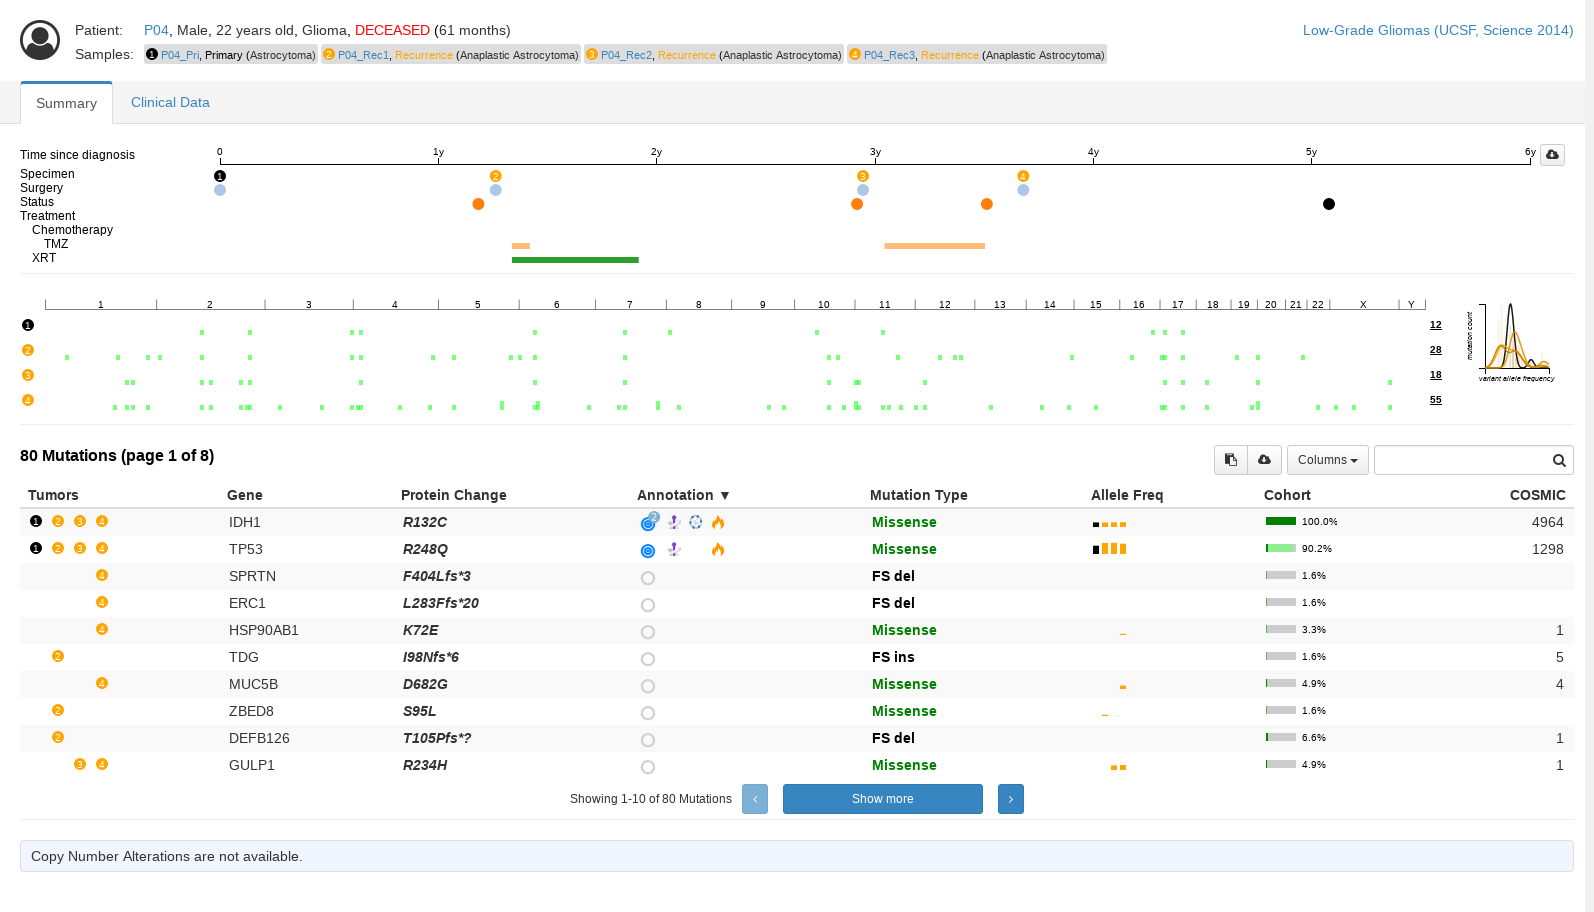 Patient: P04, Male, 22 years old, Glioma, DECEASED (61 months)
Low-Grade Gliomas (UCSF, Science 2014)
Samples: 1 P04_Pri, Primary (Astrocytoma) 2 P04_Rec1, Recurrence (Anaplastic Astrocytoma) 3 P04_Rec2, Recurrence (Anaplastic Astrocytoma) 4 P04_Rec3, Recurrence (Anaplastic Astrocytoma)
Summary Clinical Data
Time since diagnosis 0 1y 2y 3y 4y 5y 6y
Specimen 1 2 3 4
Surgery
Status
Treatment
Chemotherapy
TMZ
XRT
1 2 3 4 5 6 7 8 9 10 11 12 13 14 15 16 17 18 19 20 21 22 X Y
1 12
2 28
3 18
4 55
mutation count
variant allele frequency
80 Mutations (page 1 of 8)
Columns
Tumors Gene Protein Change Annotation ▼ Mutation Type Allele Freq Cohort COSMIC
1 2 3 4 IDH1 R132C 2 Missense 100.0% 4964
1 2 3 4 TP53 R248Q Missense 90.2% 1298
4 SPRTN F404Lfs*3 FS del 1.6%
4 ERC1 L283Ffs*20 FS del 1.6%
4 HSP90AB1 K72E Missense 3.3% 1
2 TDG I98Nfs*6 FS ins 1.6% 5
4 MUC5B D682G Missense 4.9% 4
2 ZBED8 S95L Missense 1.6%
2 DEFB126 T105Pfs*? FS del 6.6% 1
3 4 GULP1 R234H Missense 4.9% 1
Showing 1-10 of 80 Mutations ‹ Show more ›
Copy Number Alterations are not available.